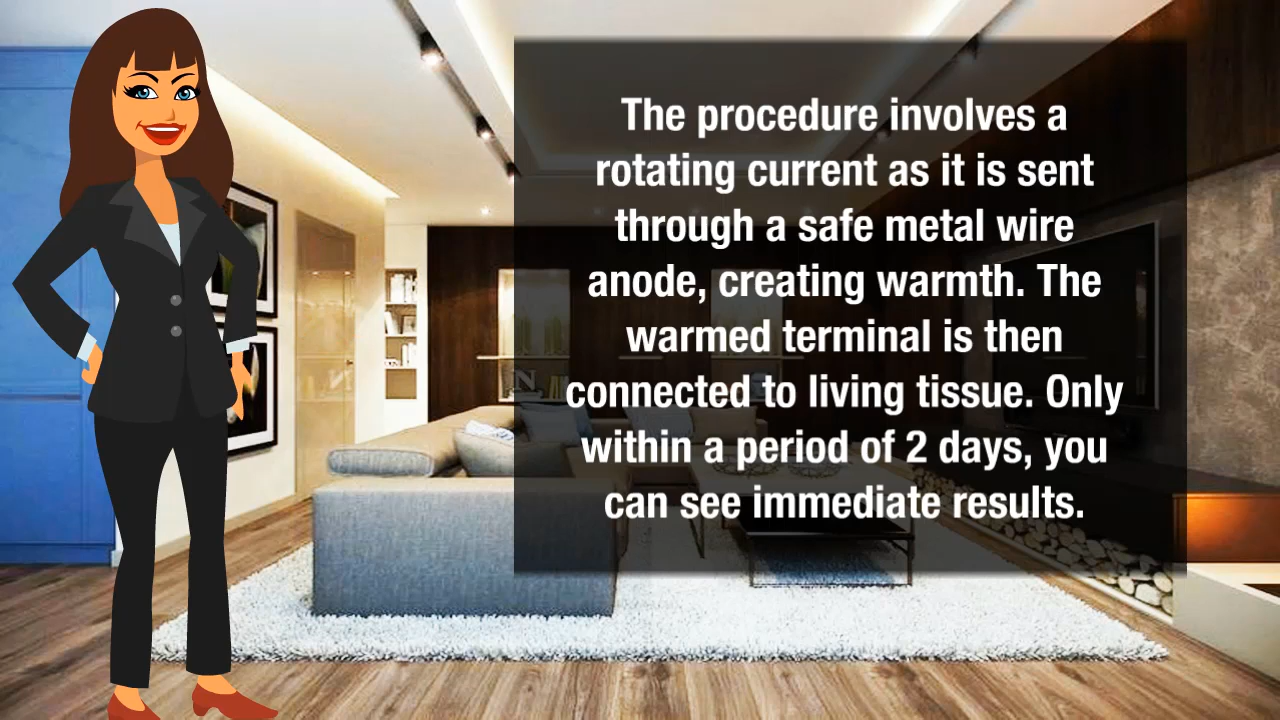 The procedure involves a
rotating current as it is sent
through a safe metal wire
anode, creating warmth. The
warmed terminal is then
connected to living tissue. Only
within a period of 2 days, you
can see immediate results.